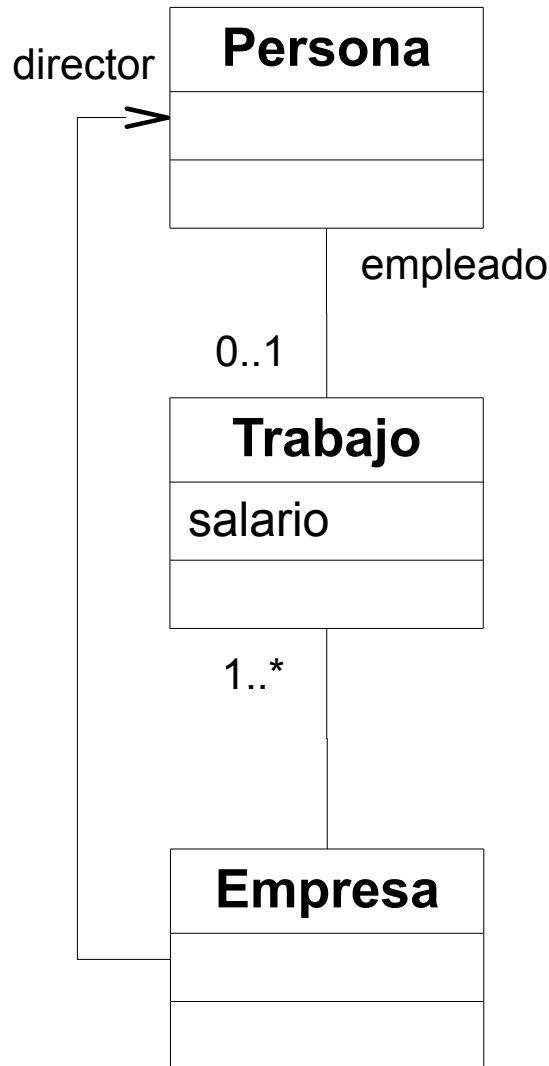 Persona
director
empleado
0..1
Trabajo
salario
1..*
Empresa